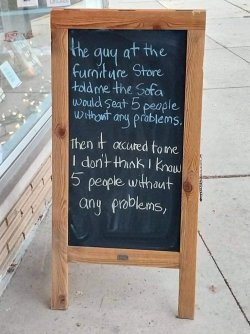 the guy at the
furniture Store
told me the Sofa
would seat 5 people
without any problems.
Then it occured to me
I don't think I know
5 people without
any problems,